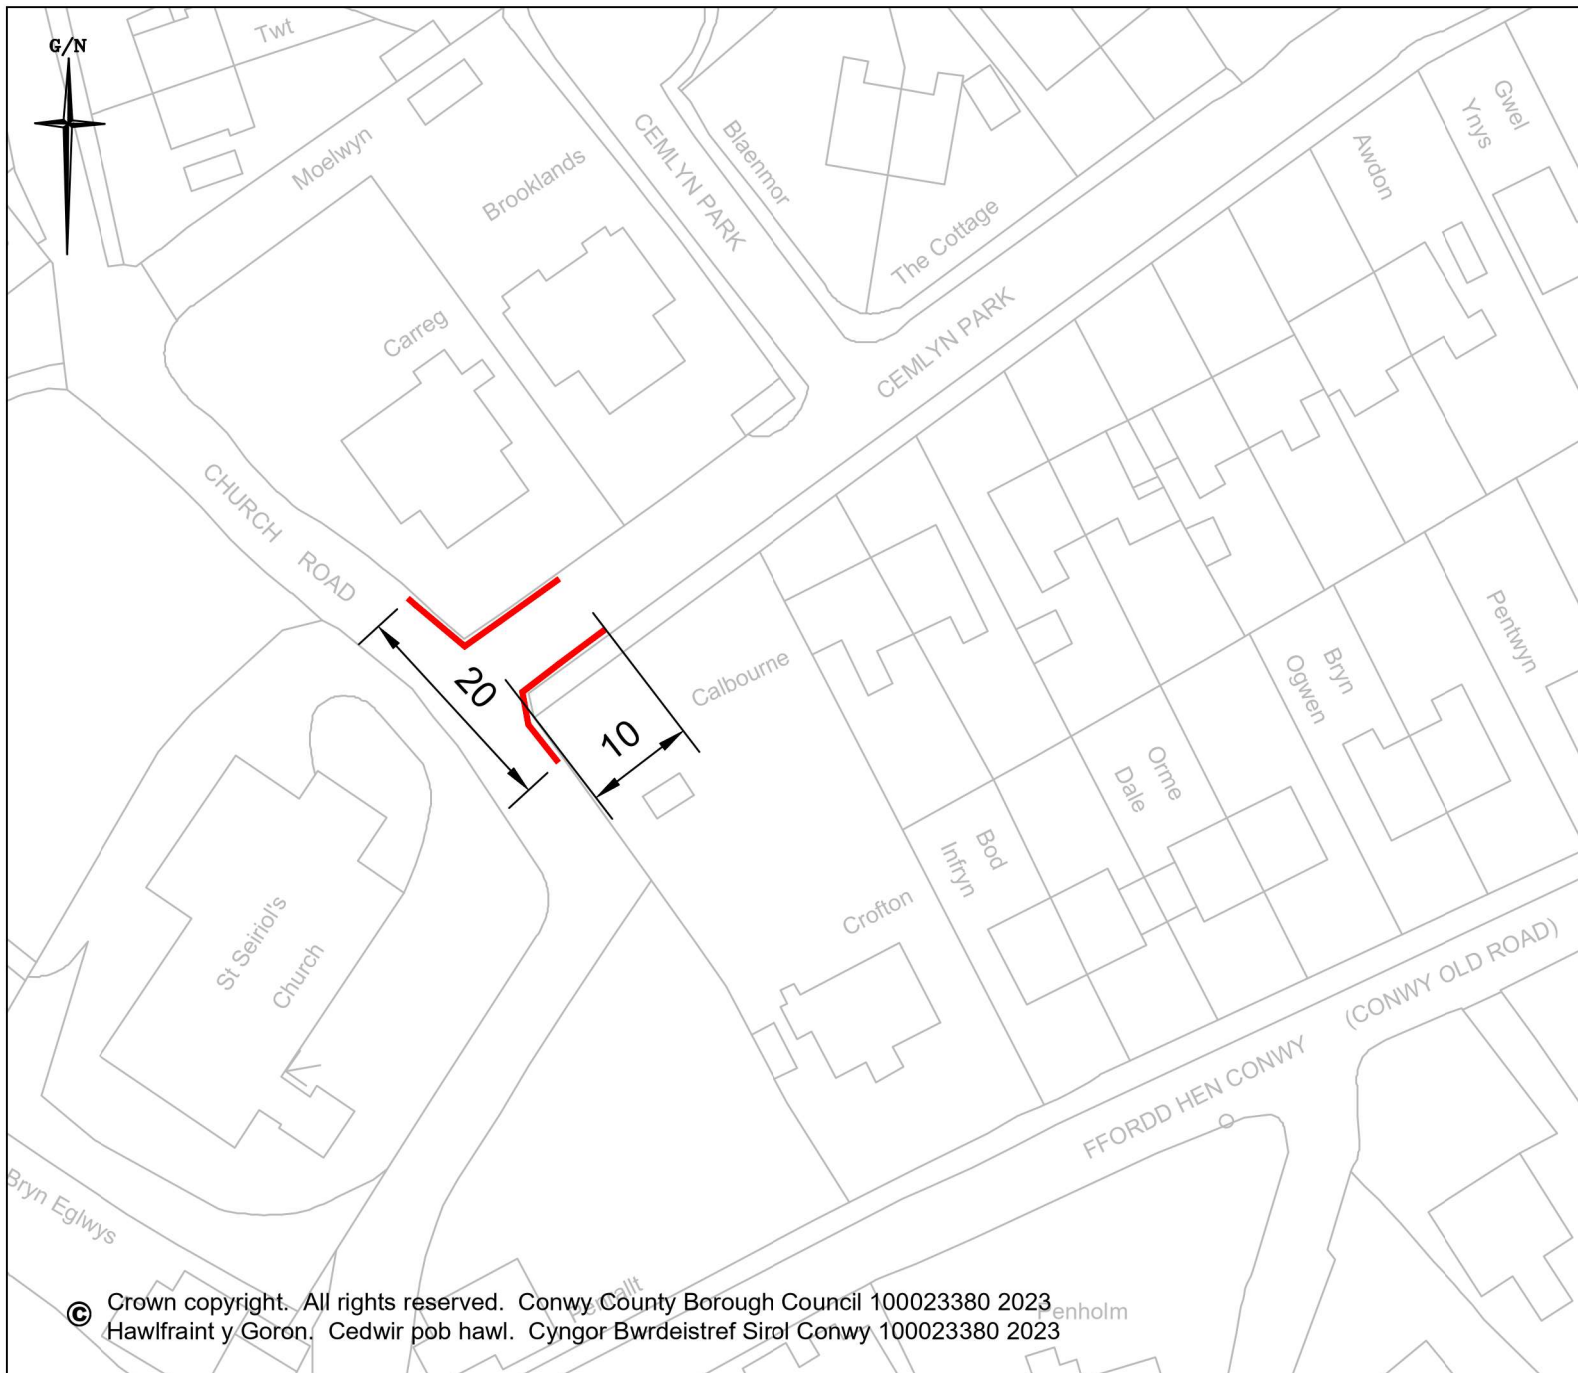 G/N
Twt
Moelwyn
Brooklands
CEMLYN PARK
Blaenmor
The Cottage
Gwel
Ynys
Awdon
Carreg
CEMLYN PARK
CHURCH ROAD
20
10
Calbourne
Pentwyn
Bryn
Ogwen
Orme
Dale
Bod
Infryn
Crofton
St Seiriol's
Church
FFORDD HEN CONWY (CONWY OLD ROAD)
Bryn Eglwys
Penallt
Penholm
© Crown copyright. All rights reserved. Conwy County Borough Council 100023380 2023
Hawlfraint y Goron. Cedwir pob hawl. Cyngor Bwrdeistref Sirol Conwy 100023380 2023